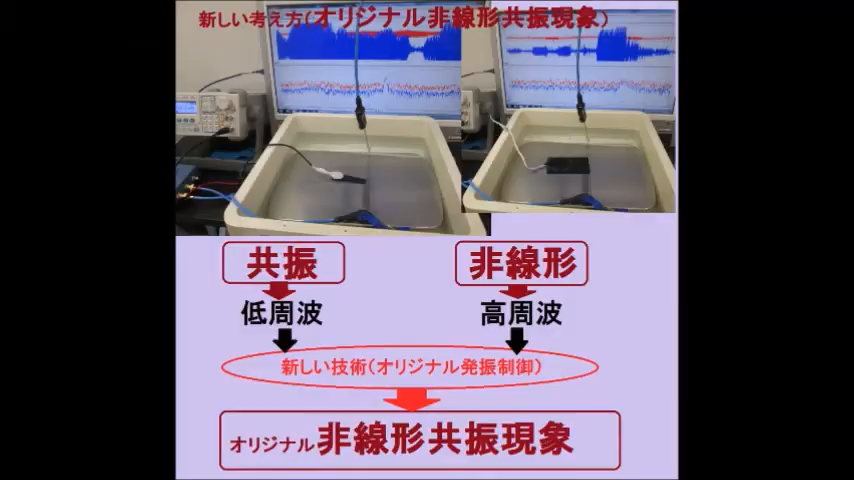 新しい考え方(オリジナル非線形共振現象)
共振
非線形
低周波
高周波
新しい技術(オリジナル発振制御)
オリジナル非線形共振現象